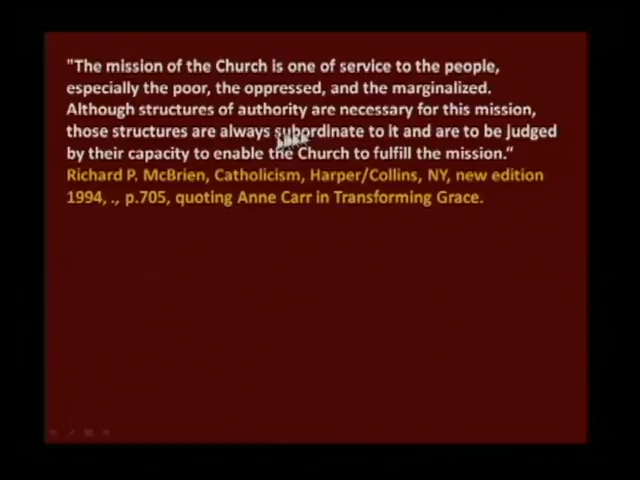 "The mission of the Church is one of service to the people,
especially the poor, the oppressed, and the marginalized.
Although structures of authority are necessary for this mission,
those structures are always subordinate to it and are to be judged
by their capacity to enable the Church to fulfill the mission.“
Richard P. McBrien, Catholicism, Harper/Collins, NY, new edition
1994, ., p.705, quoting Anne Carr in Transforming Grace.